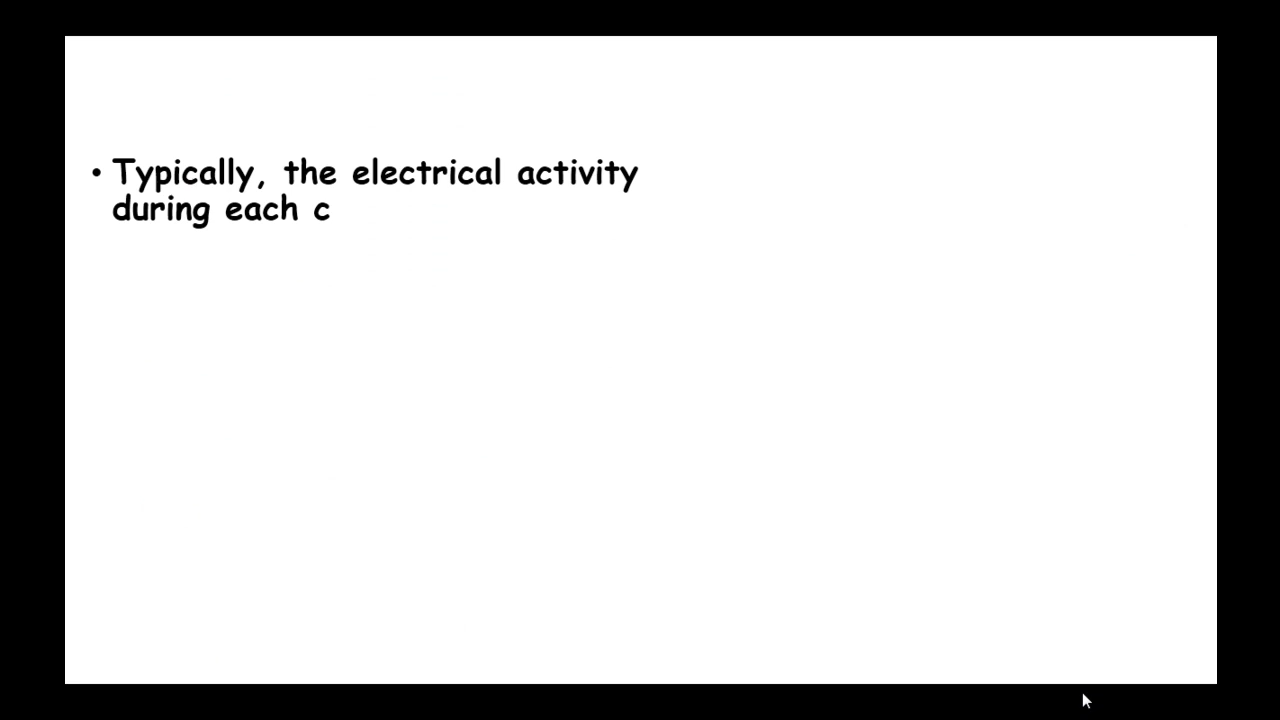 • Typically, the electrical activity
during each c